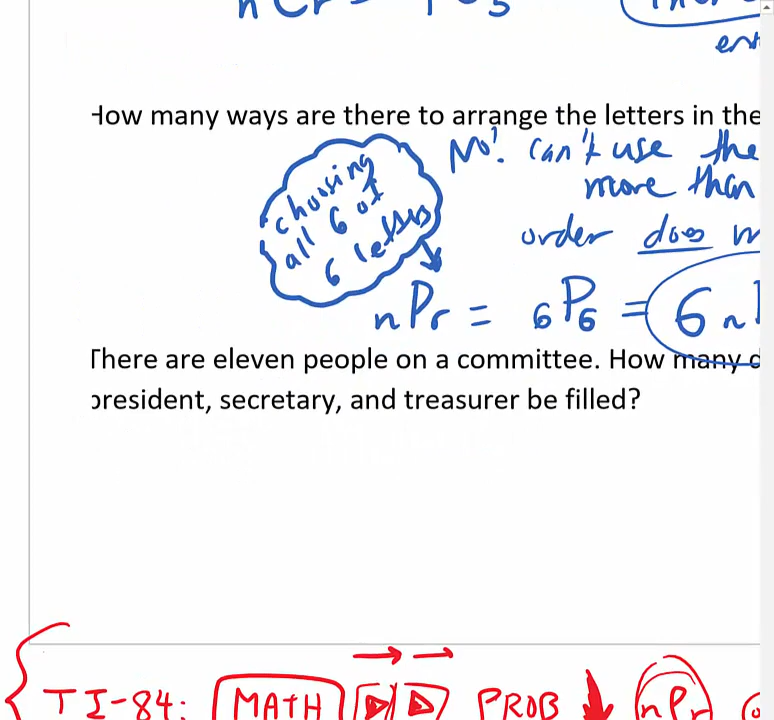 nCr =
ent
How many ways are there to arrange the letters in the
No! can't use the
more than
choosing
all 6 of
6 letters
order does m
nPr = 6P6 = 6 n
There are eleven people on a committee. How many d
president, secretary, and treasurer be filled?
TI-84: MATH ▷ ▷ PROB ↓ nPr